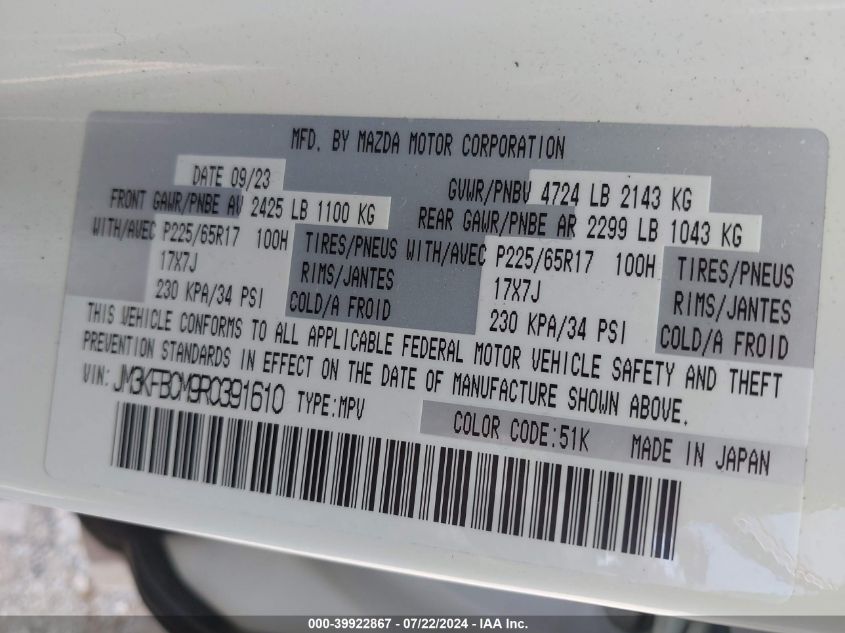 MFD. BY MAZDA MOTOR CORPORATION
DATE 09/23 GVWR/PNBV 4724 LB 2143 KG
FRONT GAWR/PNBE AV 2425 LB 1100 KG REAR GAWR/PNBE AR 2299 LB 1043 KG
WITH/AVEC P225/65R17 100H TIRES/PNEUS WITH/AVEC P225/65R17 100H TIRES/PNEUS
17X7J RIMS/JANTES 17X7J RIMS/JANTES
230 KPA/34 PSI COLD/A FROID 230 KPA/34 PSI COLD/A FROID
THIS VEHICLE CONFORMS TO ALL APPLICABLE FEDERAL MOTOR VEHICLE SAFETY AND THEFT
PREVENTION STANDARDS IN EFFECT ON THE DATE OF MANUFACTURE SHOWN ABOVE.
VIN: JM3KFBCM9R0391610 TYPE:MPV
COLOR CODE:51K MADE IN JAPAN
000-39922867 - 07/22/2024 - IAA Inc.